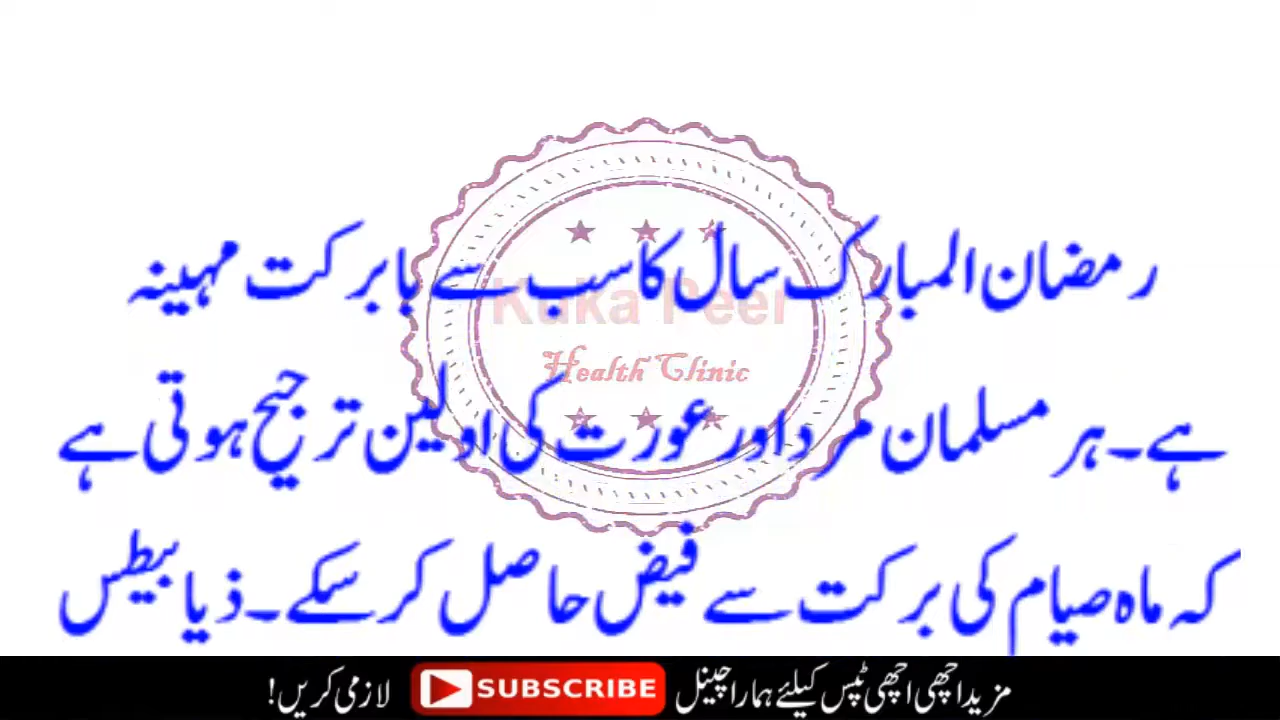 رمضان المبارک سال کا سب سے بابرکت مہینہ
Kuka Peer
Health Clinic
ہے۔ ہر مسلمان مرد اور عورت کی اولین ترجیح ہوتی ہے
کہ ماہ صیام کی برکت سے فیض حاصل کر سکے۔ ذیابیطس
مزید اچھی اچھی ٹپس کیلئے ہمارا چینل SUBSCRIBE لازمی کریں!